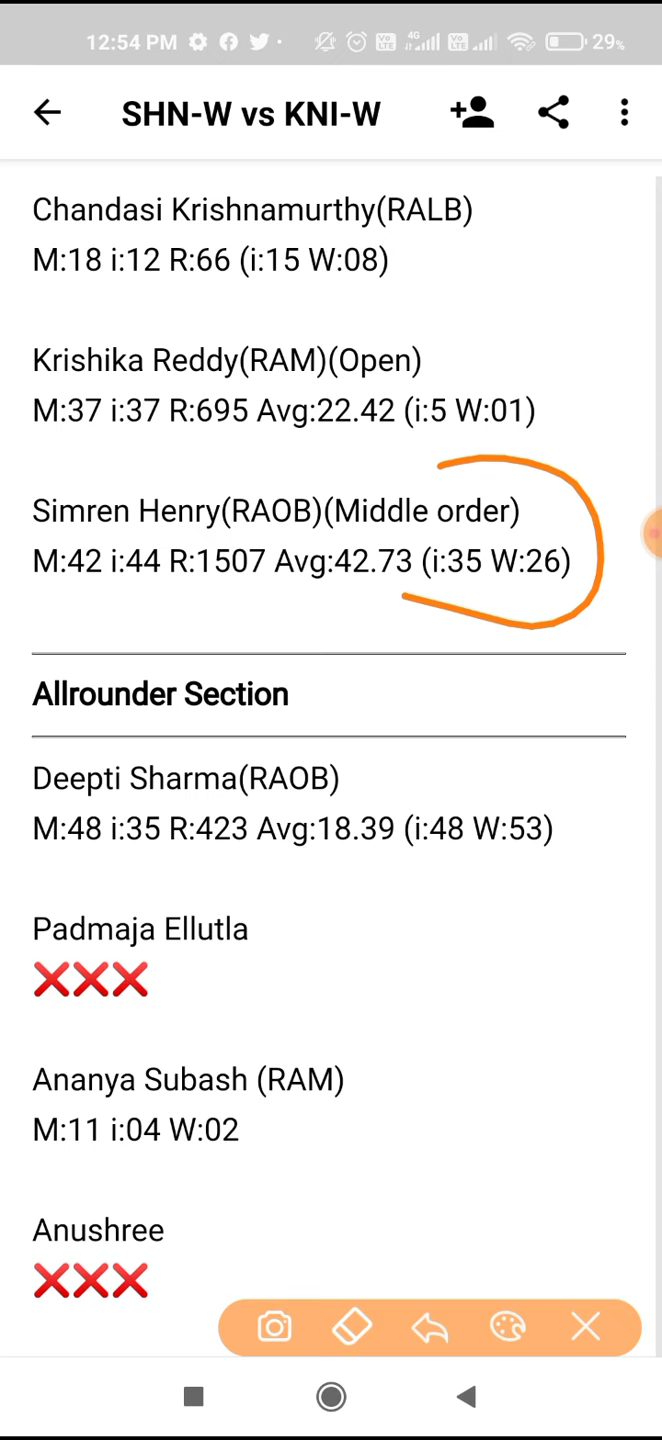 12:54 PM 4G 29%
SHN-W vs KNI-W
Chandasi Krishnamurthy(RALB)
M:18 i:12 R:66 (i:15 W:08)
Krishika Reddy(RAM)(Open)
M:37 i:37 R:695 Avg:22.42 (i:5 W:01)
Simren Henry(RAOB)(Middle order)
M:42 i:44 R:1507 Avg:42.73 (i:35 W:26)
Allrounder Section
Deepti Sharma(RAOB)
M:48 i:35 R:423 Avg:18.39 (i:48 W:53)
Padmaja Ellutla
❌❌❌
Ananya Subash (RAM)
M:11 i:04 W:02
Anushree
❌❌❌